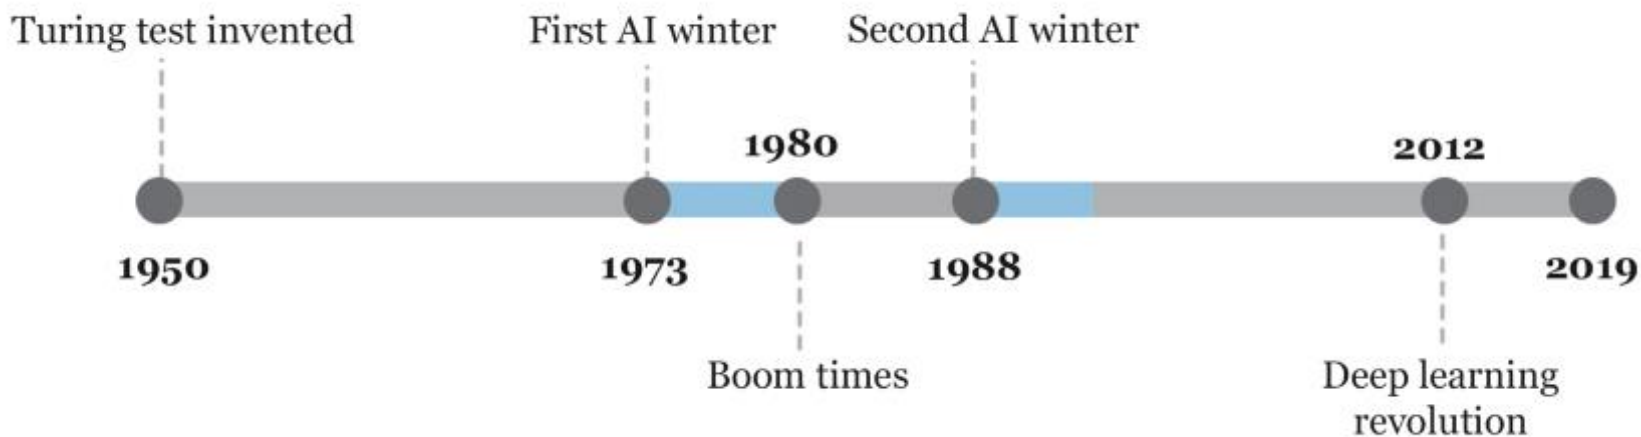 Turing test invented
First AI winter
Second AI winter
1980
2012
1950
1973
1988
2019
Boom times
Deep learning
revolution